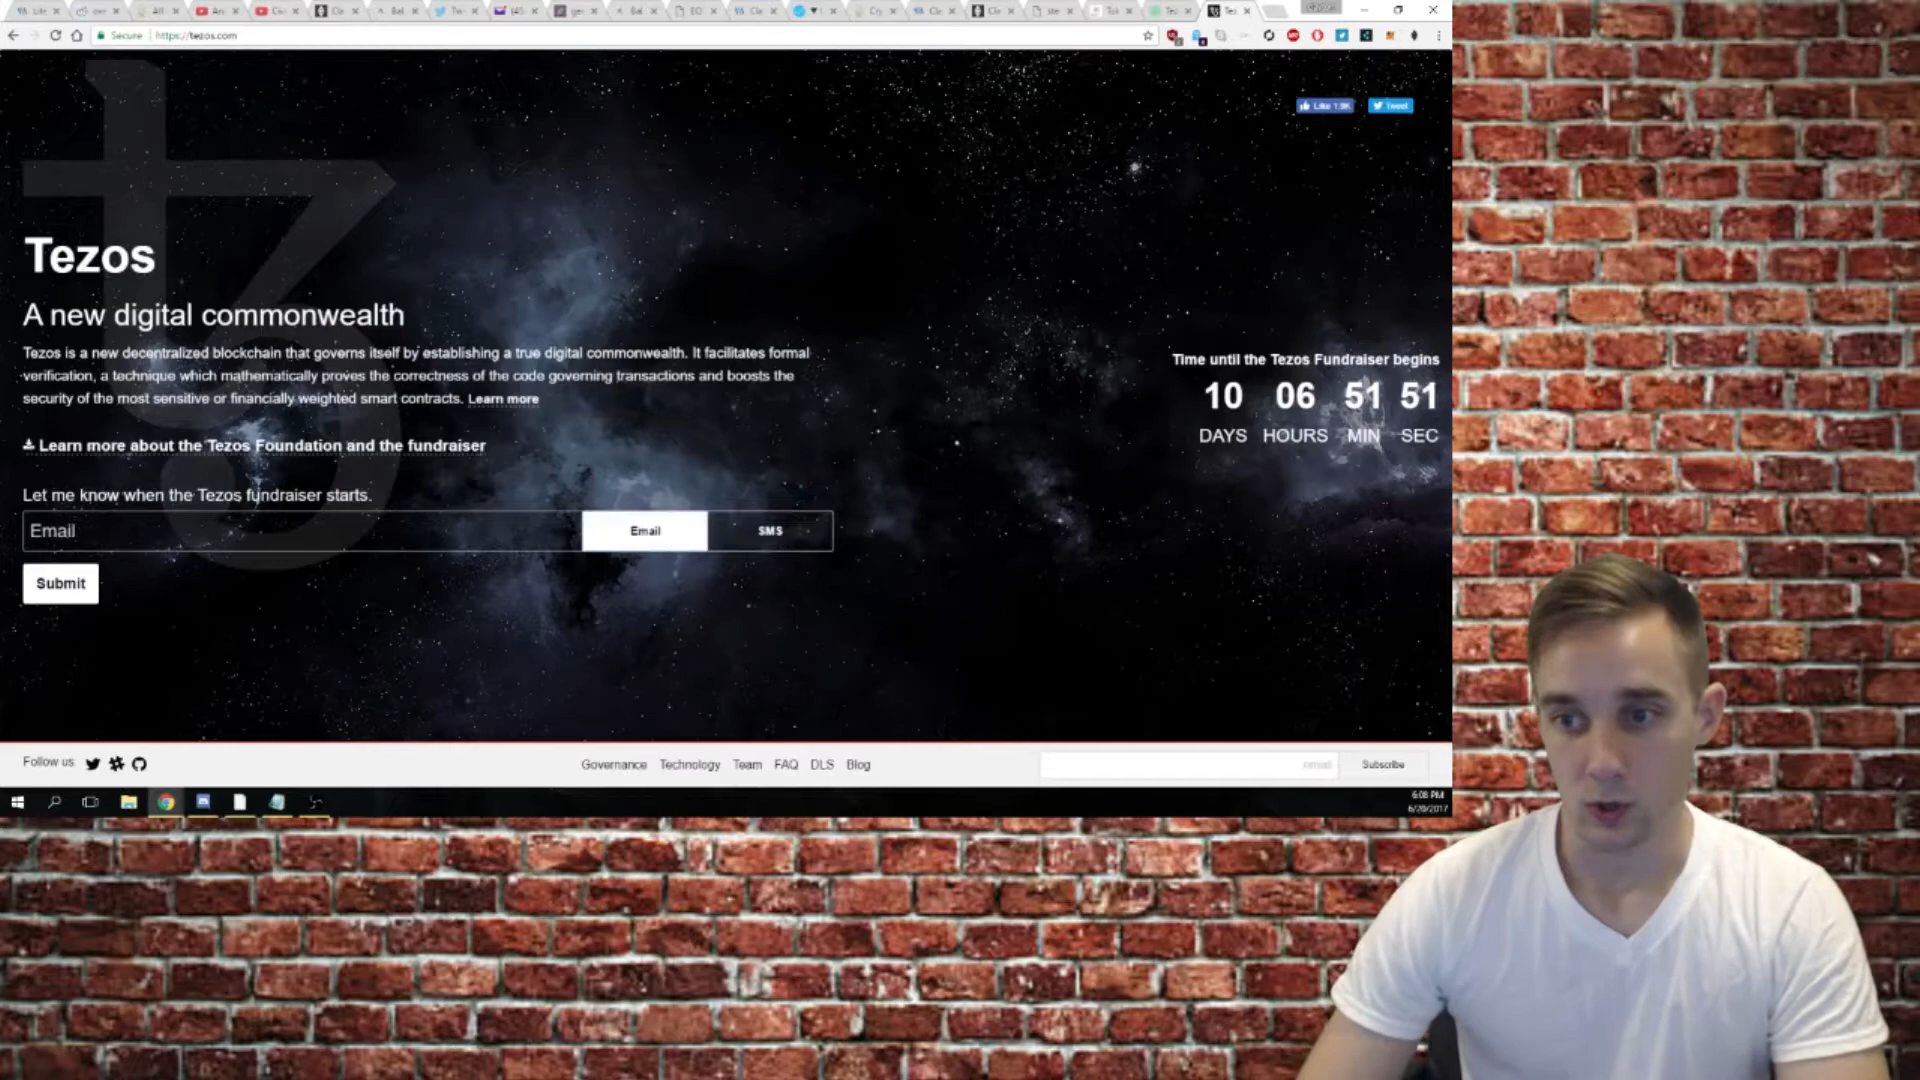 Secure
https://tezos.com
Like 1.9K
Tweet
Tezos
A new digital commonwealth
Tezos is a new decentralized blockchain that governs itself by establishing a true digital commonwealth. It facilitates formal
verification, a technique which mathematically proves the correctness of the code governing transactions and boosts the
security of the most sensitive or financially weighted smart contracts. Learn more
Time until the Tezos Fundraiser begins
10 06 51 51
DAYS HOURS MIN SEC
Learn more about the Tezos Foundation and the fundraiser
Let me know when the Tezos fundraiser starts.
Email
Email
SMS
Submit
Follow us
Governance Technology Team FAQ DLS Blog
email
Subscribe
6:08 PM
6/20/2017